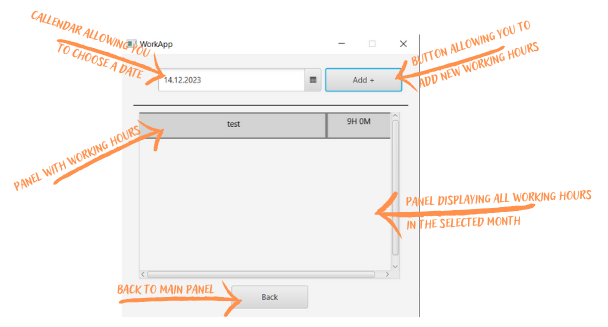 CALLENDAR ALLOWING YOU
TO CHOOSE A DATE
WorkApp
BUTTON ALLOWING YOU TO
ADD NEW WORKING HOURS
14.12.2023
Add +
test
9H 0M
PANEL WITH WORKING HOURS
PANEL DISPLAYING ALL WORKING HOURS
IN THE SELECTED MONTH
BACK TO MAIN PANEL
Back